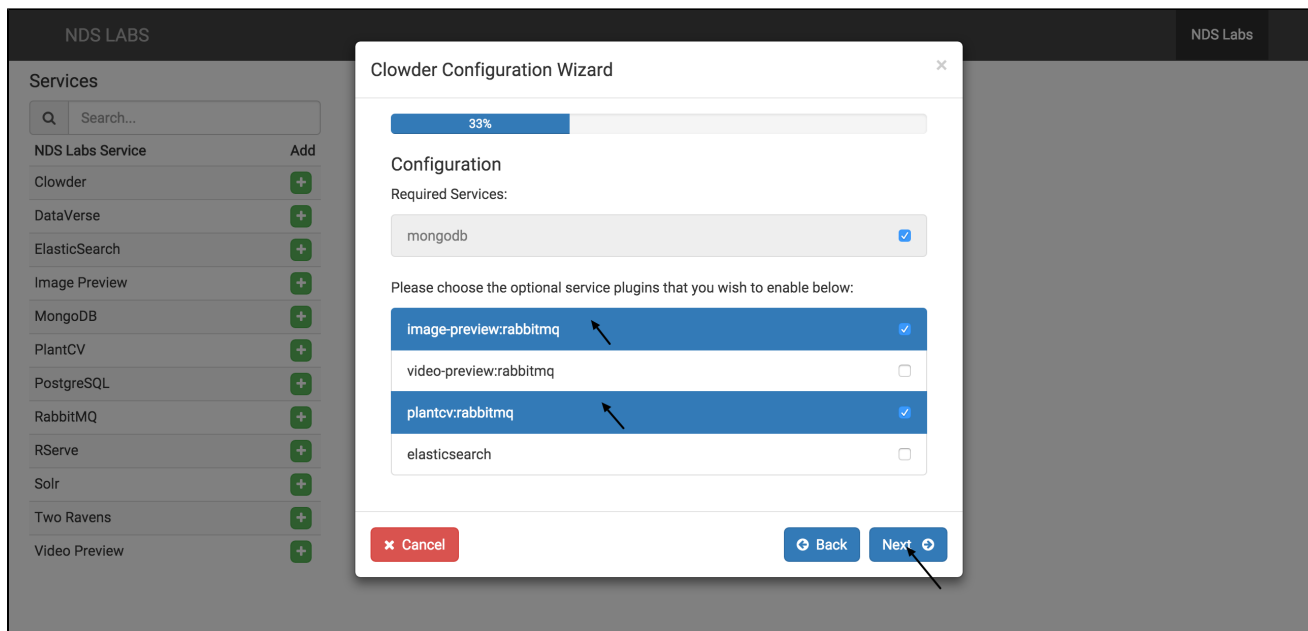 NDS LABS
NDS Labs
Services
Search...
NDS Labs Service Add
Clowder
DataVerse
ElasticSearch
Image Preview
MongoDB
PlantCV
PostgreSQL
RabbitMQ
RServe
Solr
Two Ravens
Video Preview
Clowder Configuration Wizard ×
33%
Configuration
Required Services:
mongodb
Please choose the optional service plugins that you wish to enable below:
image-preview:rabbitmq
video-preview:rabbitmq
plantcv:rabbitmq
elasticsearch
Cancel Back Next